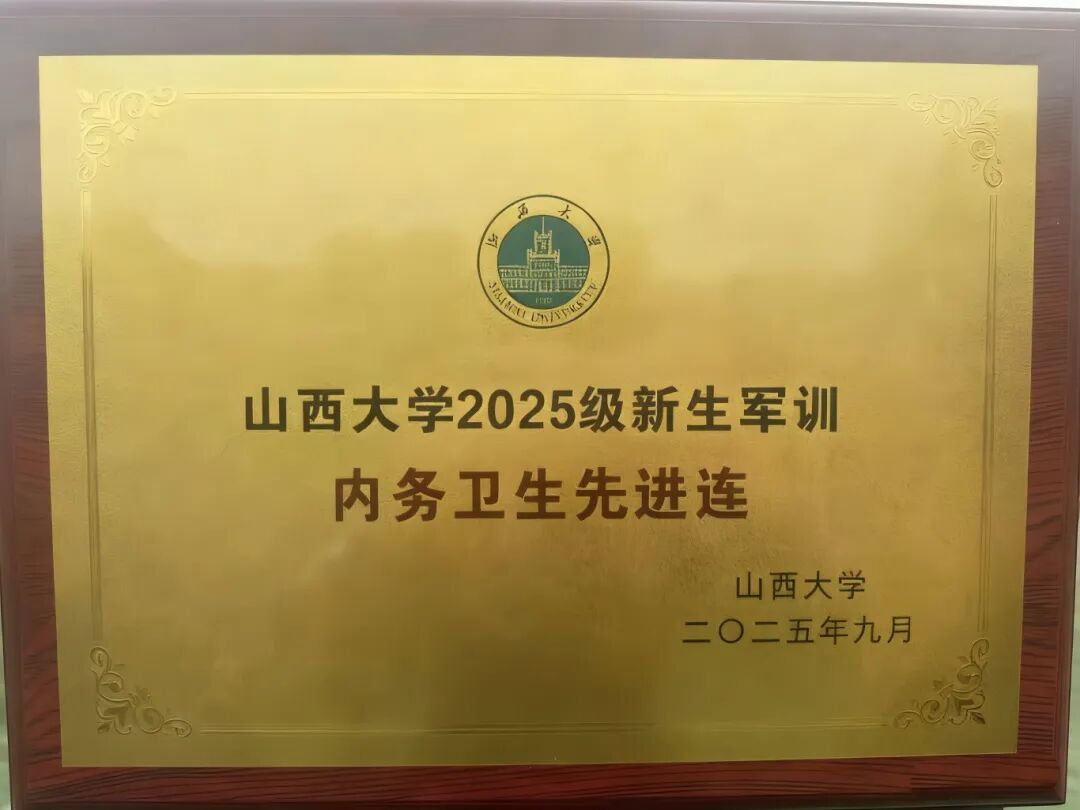 山西大学2025级新生军训
内务卫生先进连
山西大学
二〇二五年九月